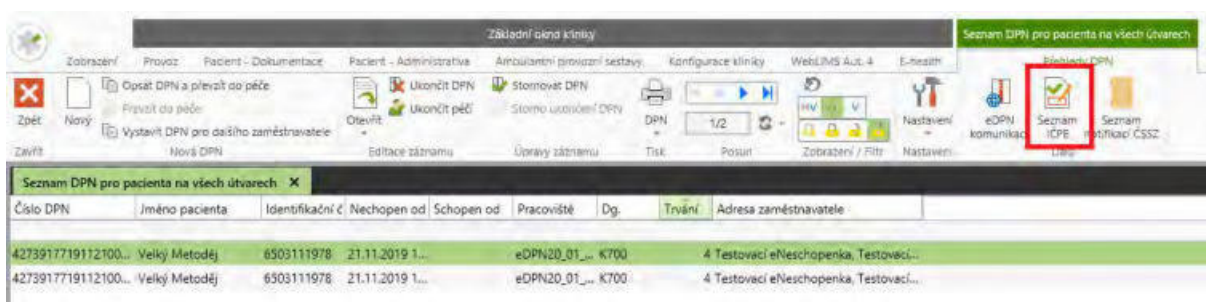 Základní okno kliniky
Seznam DPN pro pacienta na všech útvarech
Zobrazení Provoz Pacient - Dokumentace Pacient - Administrativa Ambulantní provozní sestavy Konfigurace kliniky WebLIMS Aut. 4 E-health Přehledy DPN
Zpět
Nový
Opsat DPN a převzít do péče
Převzít do péče
Vystavit DPN pro dalšího zaměstnavatele
Otevřít
Ukončit DPN
Ukončit péči
Stornovat DPN
Storno ukončení DPN
DPN
1/2
HV V
Nastavení
eDPN komunikac
Seznam IČPE
Seznam notifikací ČSSZ
Zavřít Nová DPN Editace záznamu Úpravy záznamu Tisk Posun Zobrazení / Filtr Nastavení Data
Seznam DPN pro pacienta na všech útvarech X
Číslo DPN Jméno pacienta Identifikační č Nechopen od Schopen od Pracoviště Dg. Trvání Adresa zaměstnavatele
4273917719112100... Velký Metoděj 6503111978 21.11.2019 1... eDPN20_01_... K700 4 Testovací eNeschopenka, Testovací...
4273917719112100... Velký Metoděj 6503111978 21.11.2019 1... eDPN20_01_... K700 4 Testovací eNeschopenka, Testovací...